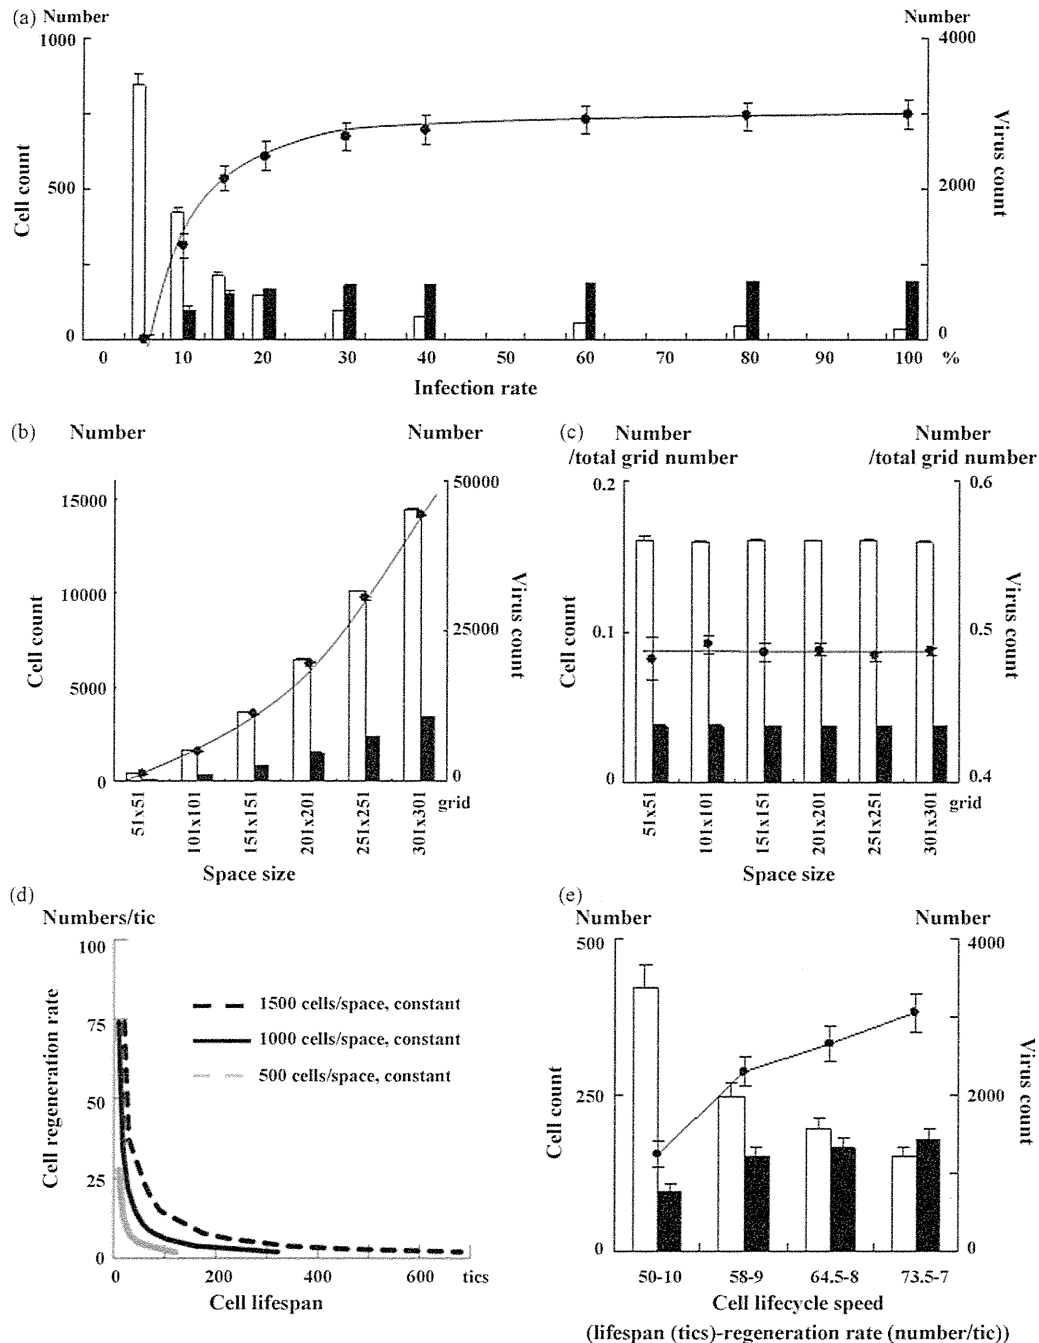 (a)
Number
Number
1000
500
0
Cell count
4000
2000
0
Virus count
0 10 20 30 40 50 60 70 80 90 100 %
Infection rate
(b)
Number
Number
15000
10000
5000
0
Cell count
50000
25000
0
Virus count
51x51
101x101
151x151
201x201
251x251
301x301
grid
Space size
(c)
Number
/total grid number
Number
/total grid number
0.2
0.1
0
Cell count
0.6
0.5
0.4
Virus count
51x51
101x101
151x151
201x201
251x251
301x301
grid
Space size
(d)
Numbers/tic
100
75
50
25
0
Cell regeneration rate
1500 cells/space, constant
1000 cells/space, constant
500 cells/space, constant
0 200 400 600 tics
Cell lifespan
(e)
Number
Number
500
250
0
Cell count
4000
2000
0
Virus count
50-10 58-9 64.5-8 73.5-7
Cell lifecycle speed
(lifespan (tics)-regeneration rate (number/tic))